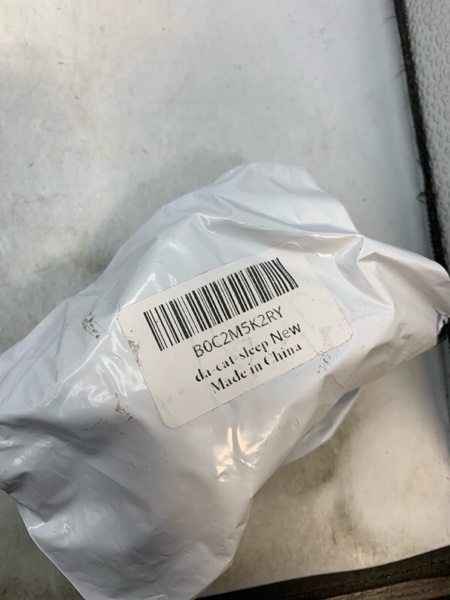 B0C2M5K2RY
da-cat-sleep New
Made in China